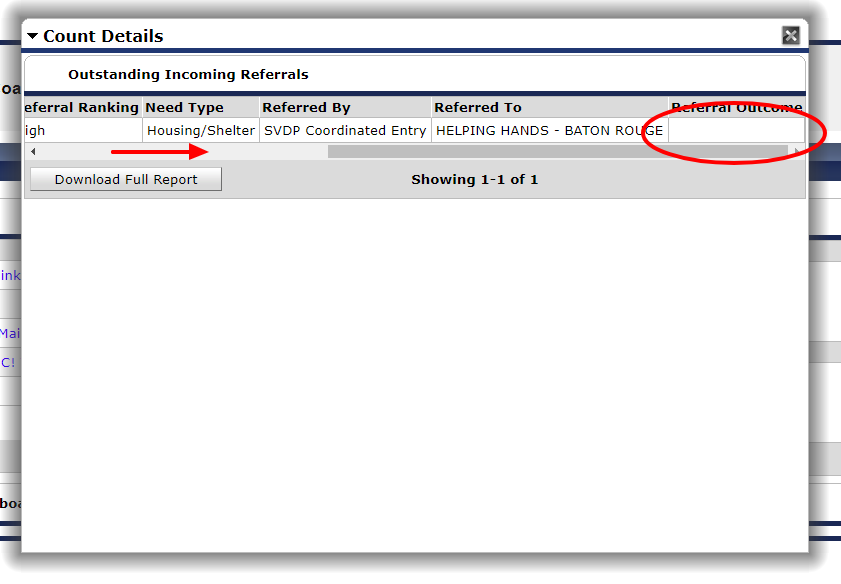 Count Details
Outstanding Incoming Referrals
eferral Ranking Need Type Referred By Referred To Referral Outcome
igh Housing/Shelter SVDP Coordinated Entry HELPING HANDS - BATON ROUGE
Download Full Report Showing 1-1 of 1
oa
ink
Mai
C!
boa